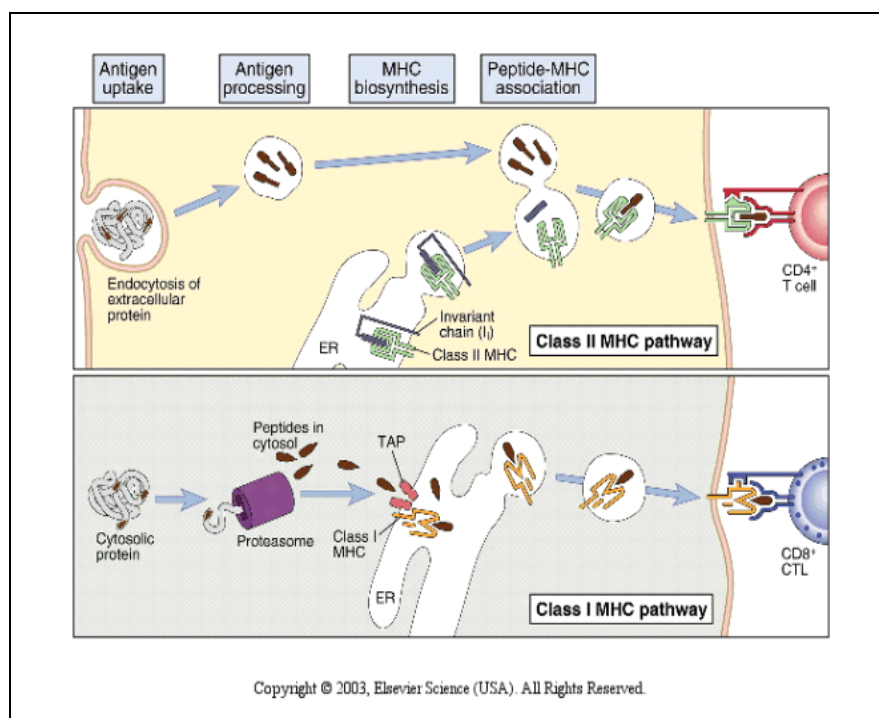 Antigen
uptake
Antigen
processing
MHC
biosynthesis
Peptide-MHC
association
Endocytosis of
extracellular
protein
ER
Invariant
chain (Iᵢ)
Class II MHC
CD4⁺
T cell
Class II MHC pathway
Peptides in
cytosol
TAP
Cytosolic
protein
Proteasome
Class I
MHC
ER
CD8⁺
CTL
Class I MHC pathway
Copyright © 2003, Elsevier Science (USA). All Rights Reserved.